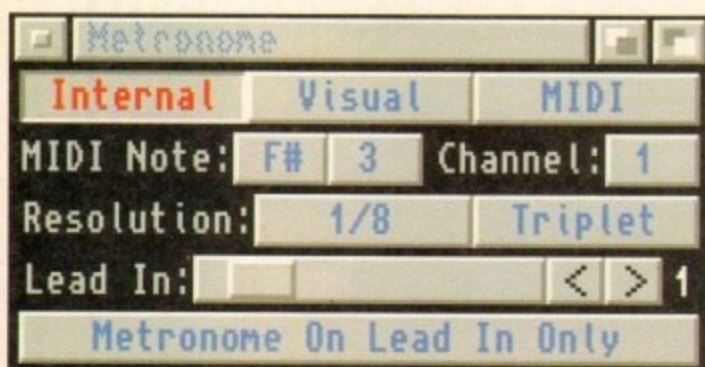 Metronome
Internal Visual MIDI
MIDI Note: F# 3 Channel: 1
Resolution: 1/8 Triplet
Lead In: < > 1
Metronome On Lead In Only